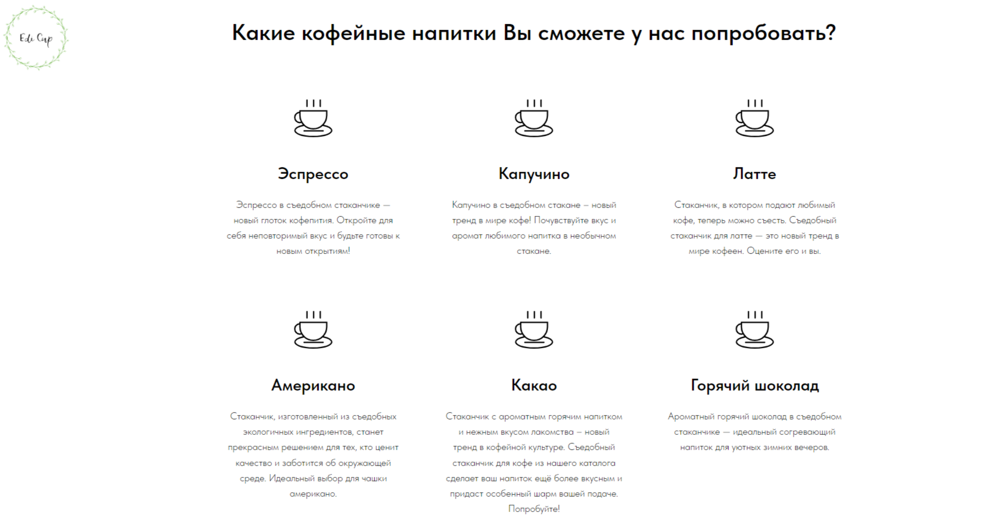 Edi Cup
Какие кофейные напитки Вы сможете у нас попробовать?
Эспрессо
Эспрессо в съедобном стаканчике —
новый глоток кофепития. Откройте для
себя неповторимый вкус и будьте готовы к
новым открытиям!
Капучино
Капучино в съедобном стакане – новый
тренд в мире кофе! Почувствуйте вкус и
аромат любимого напитка в необычном
стакане.
Латте
Стаканчик, в котором подают любимый
кофе, теперь можно съесть. Съедобный
стаканчик для латте — это новый тренд в
мире кофеен. Оцените его и вы.
Американо
Стаканчик, изготовленный из съедобных
экологичных ингредиентов, станет
прекрасным решением для тех, кто ценит
качество и заботится об окружающей
среде. Идеальный выбор для чашки
американо.
Какао
Стаканчик с ароматным горячим напитком
и нежным вкусом лакомства – новый
тренд в кофейной культуре. Съедобный
стаканчик для кофе из нашего каталога
сделает ваш напиток ещё более вкусным и
придаст особенный шарм вашей подаче.
Попробуйте!
Горячий шоколад
Ароматный горячий шоколад в съедобном
стаканчике — идеальный согревающий
напиток для уютных зимних вечеров.